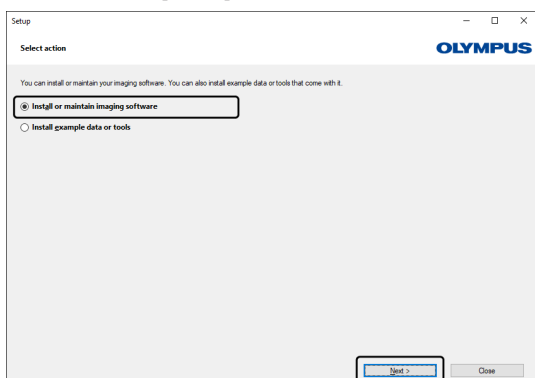 Setup
Select action
OLYMPUS
You can install or maintain your imaging software. You can also install example data or tools that come with it.
Install or maintain imaging software
Install example data or tools
Next >
Close